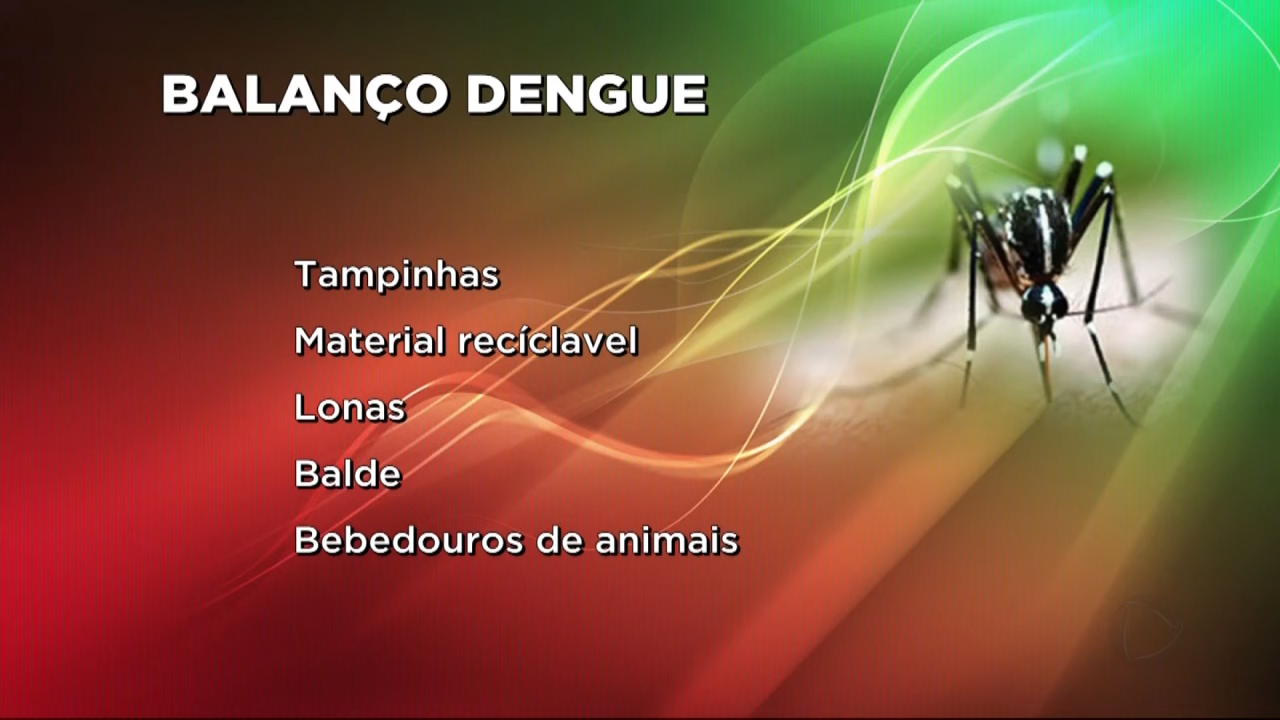 BALANÇO DENGUE
Tampinhas
Material recíclavel
Lonas
Balde
Bebedouros de animais